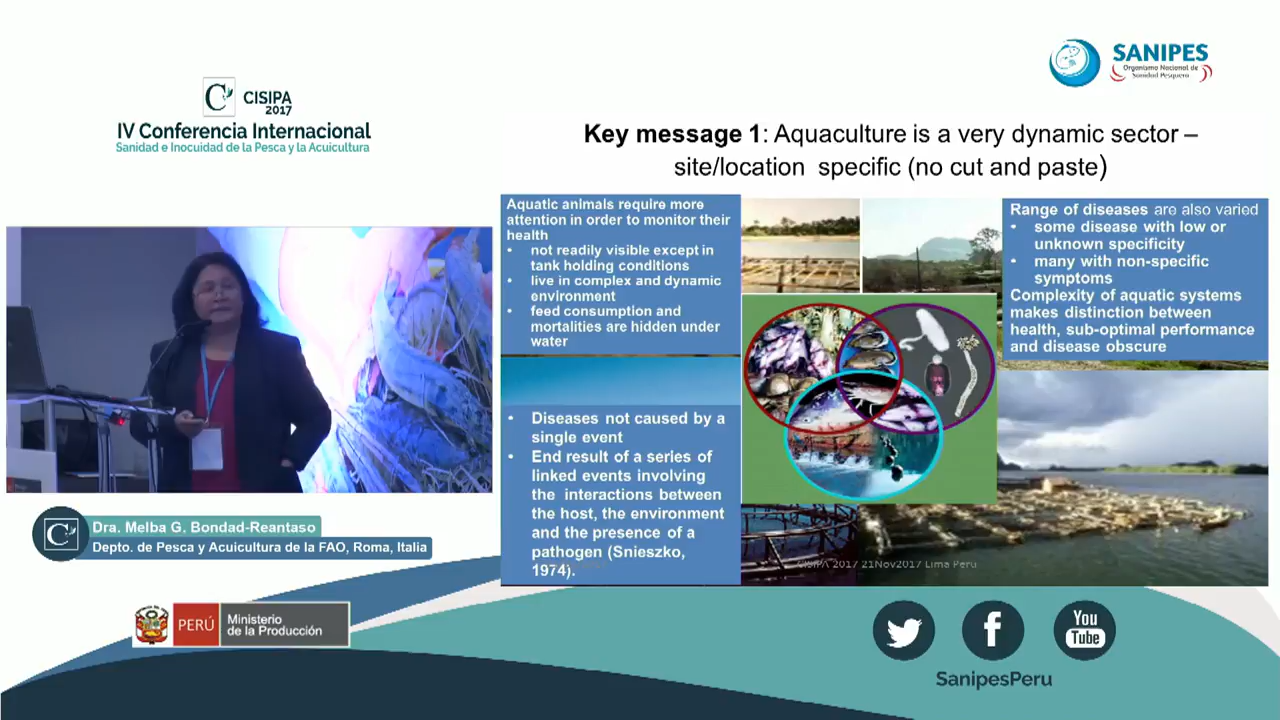 CISIPA
2017
IV Conferencia Internacional
Sanidad e Inocuidad de la Pesca y la Acuicultura
SANIPES
Organismo Nacional de
Sanidad Pesquera
Key message 1: Aquaculture is a very dynamic sector –
site/location specific (no cut and paste)
Aquatic animals require more
attention in order to monitor their
health
• not readily visible except in
tank holding conditions
• live in complex and dynamic
environment
• feed consumption and
mortalities are hidden under
water
• Diseases not caused by a
single event
• End result of a series of
linked events involving
the interactions between
the host, the environment
and the presence of a
pathogen (Snieszko,
1974).
Range of diseases are also varied
• some disease with low or
unknown specificity
• many with non-specific
symptoms
Complexity of aquatic systems
makes distinction between
health, sub-optimal performance
and disease obscure
CISIPA 2017 21Nov2017 Lima Peru
Dra. Melba G. Bondad-Reantaso
Depto. de Pesca y Acuicultura de la FAO, Roma, Italia
PERÚ
Ministerio
de la Producción
You
Tube
SanipesPeru